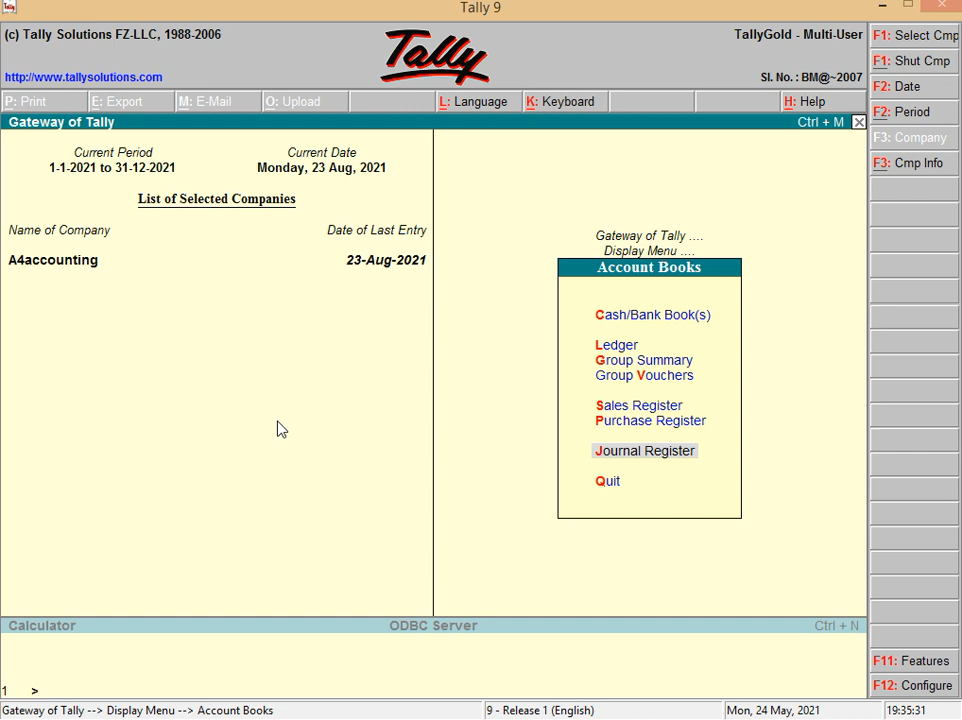 Tally 9
(c) Tally Solutions FZ-LLC, 1988-2006
Tally
TallyGold - Multi-User
http://www.tallysolutions.com
Sl. No. : BM@~2007
P: Print E: Export M: E-Mail O: Upload L: Language K: Keyboard H: Help
Gateway of Tally Ctrl + M
Current Period Current Date
1-1-2021 to 31-12-2021 Monday, 23 Aug, 2021
List of Selected Companies
Name of Company Date of Last Entry
A4accounting 23-Aug-2021
Gateway of Tally ....
Display Menu ....
Account Books
Cash/Bank Book(s)
Ledger
Group Summary
Group Vouchers
Sales Register
Purchase Register
Journal Register
Quit
F1: Select Cmp
F1: Shut Cmp
F2: Date
F2: Period
F3: Company
F3: Cmp Info
F11: Features
F12: Configure
Calculator ODBC Server Ctrl + N
1 >
Gateway of Tally --> Display Menu --> Account Books 9 - Release 1 (English) Mon, 24 May, 2021 19:35:31